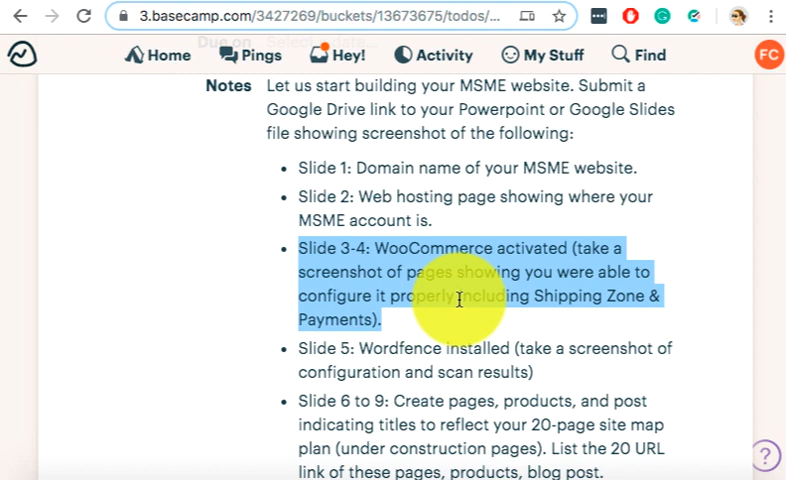 3.basecamp.com/3427269/buckets/13673675/todos/...
Due on
Home Pings Hey! Activity My Stuff Find FC
Notes Let us start building your MSME website. Submit a
Google Drive link to your Powerpoint or Google Slides
file showing screenshot of the following:
• Slide 1: Domain name of your MSME website.
• Slide 2: Web hosting page showing where your
MSME account is.
• Slide 3-4: WooCommerce activated (take a
screenshot of pages showing you were able to
configure it properly including Shipping Zone &
Payments).
• Slide 5: Wordfence installed (take a screenshot of
configuration and scan results)
• Slide 6 to 9: Create pages, products, and post
indicating titles to reflect your 20-page site map
plan (under construction pages). List the 20 URL
link of these pages, products, blog post.
?